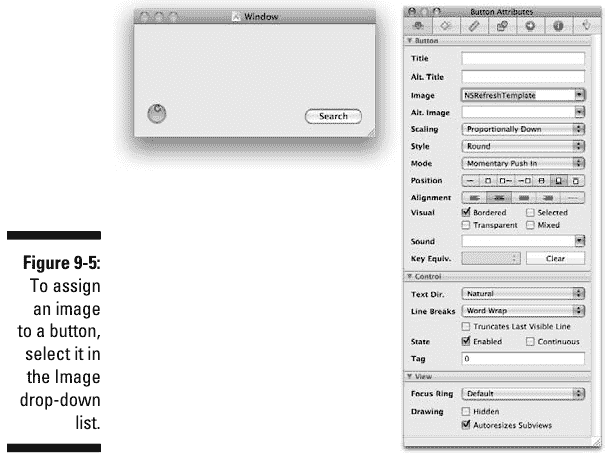 Window
Search
Figure 9-5:
To assign
an image
to a button,
select it in
the Image
drop-down
list.
Button Attributes
Button
Title
Alt. Title
Image NSRefreshTemplate
Alt. Image
Scaling Proportionally Down
Style Round
Mode Momentary Push In
Position
Alignment
Visual Bordered Selected
Transparent Mixed
Sound
Key Equiv. Clear
Control
Text Dir. Natural
Line Breaks Word Wrap
Truncates Last Visible Line
State Enabled Continuous
Tag 0
View
Focus Ring Default
Drawing Hidden
Autoresizes Subviews